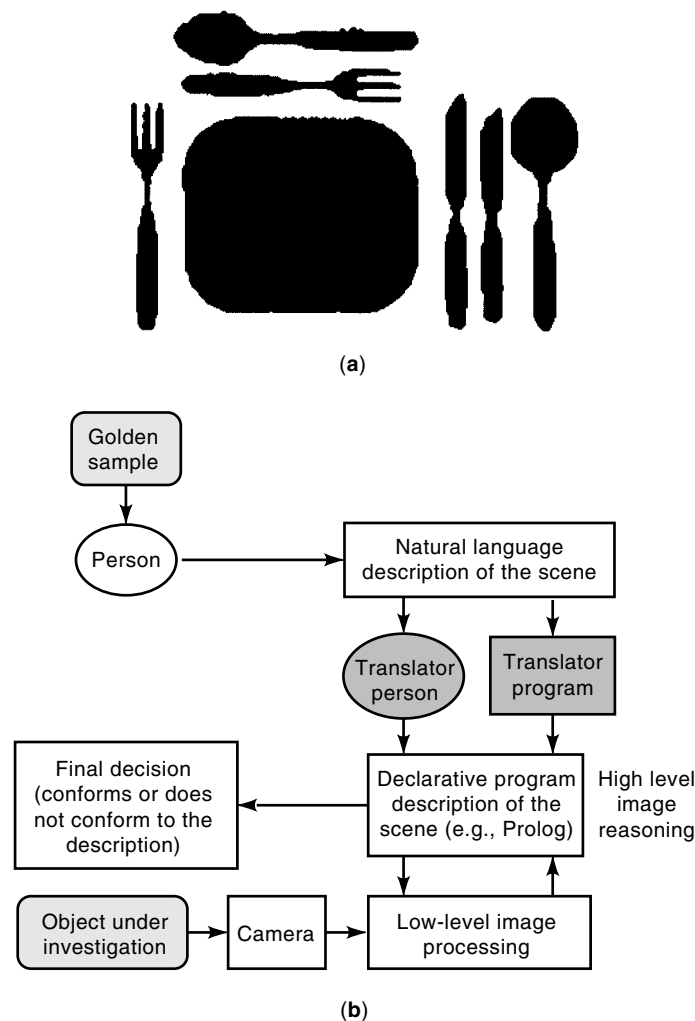 (a)
Golden
sample
Person
Natural language
description of the scene
Translator
person
Translator
program
Final decision
(conforms or does
not conform to the
description)
Declarative program
description of the
scene (e.g., Prolog)
High level
image
reasoning
Object under
investigation
Camera
Low-level image
processing
(b)